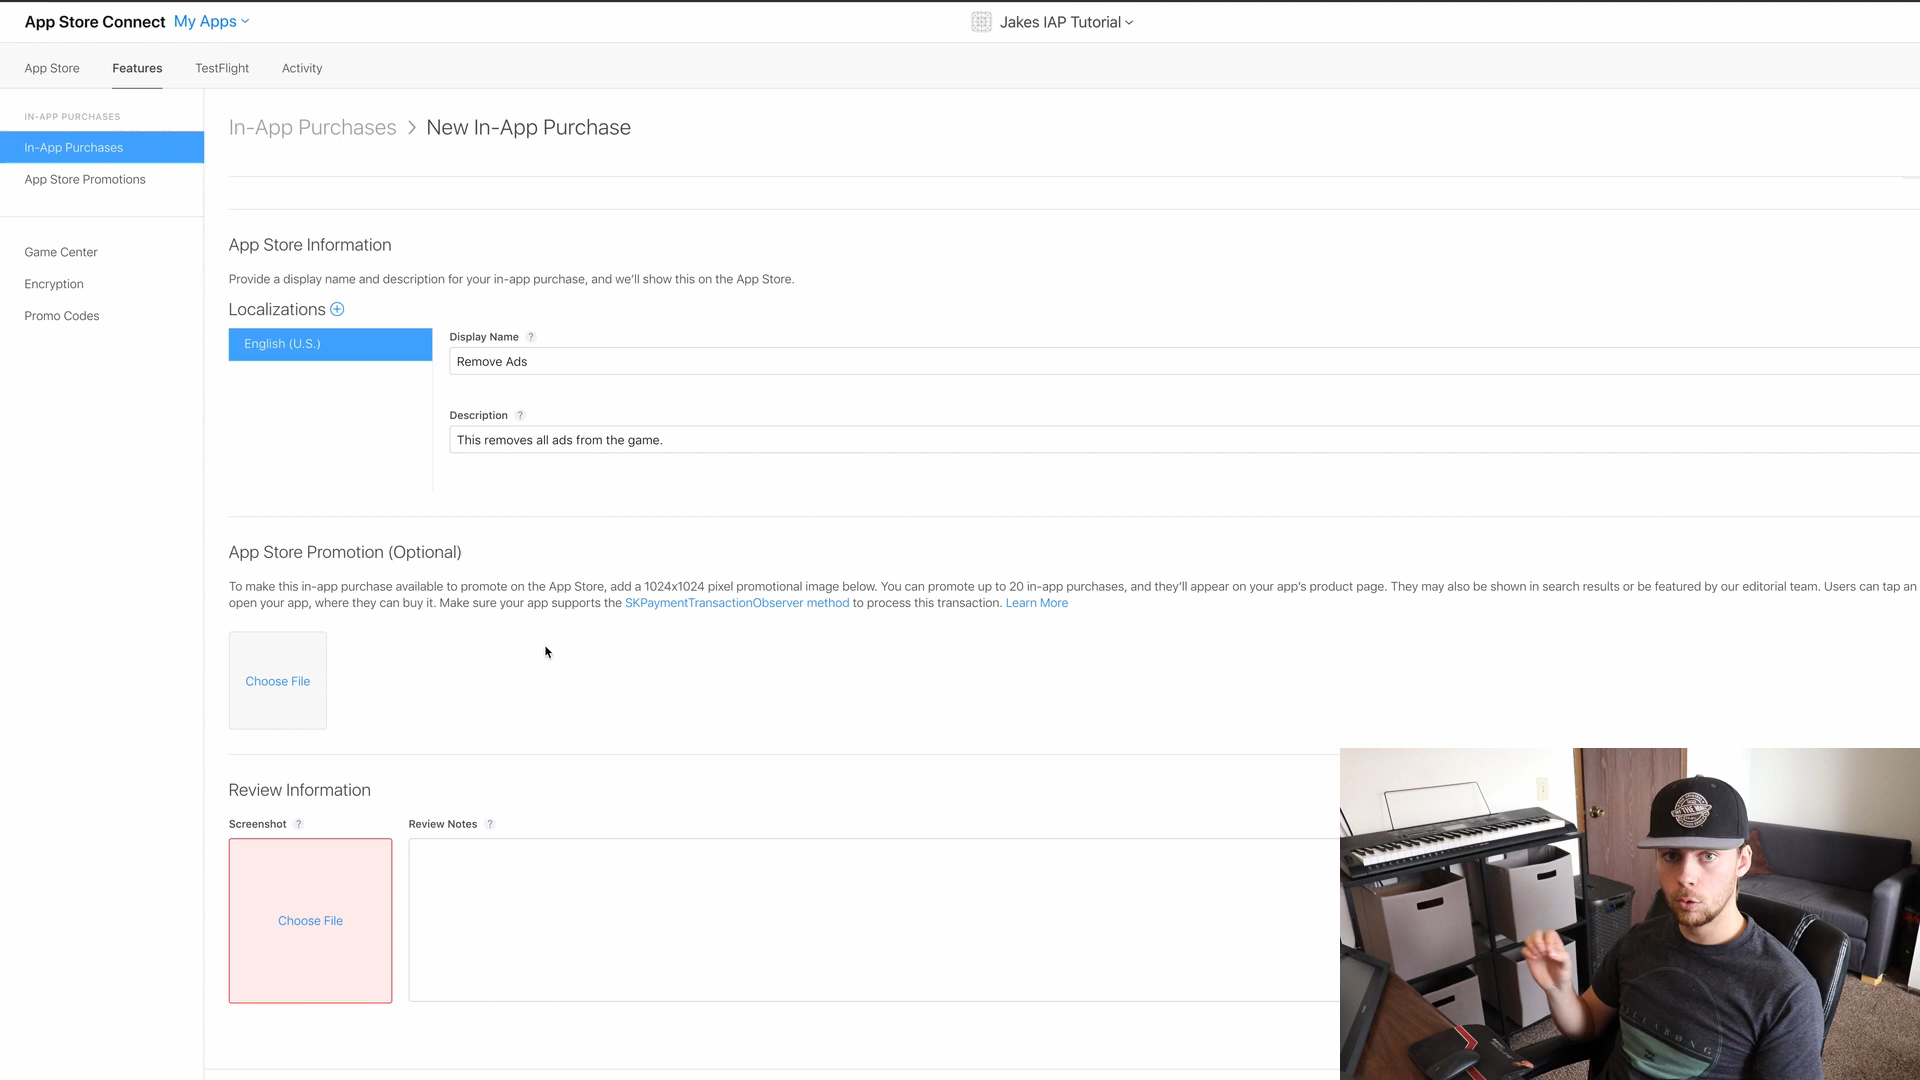 App Store Connect My Apps
Jakes IAP Tutorial
App Store Features TestFlight Activity
IN-APP PURCHASES
In-App Purchases
App Store Promotions
Game Center
Encryption
Promo Codes
In-App Purchases > New In-App Purchase
App Store Information
Provide a display name and description for your in-app purchase, and we'll show this on the App Store.
Localizations
English (U.S.)
Display Name ?
Remove Ads
Description ?
This removes all ads from the game.
App Store Promotion (Optional)
To make this in-app purchase available to promote on the App Store, add a 1024x1024 pixel promotional image below. You can promote up to 20 in-app purchases, and they'll appear on your app's product page. They may also be shown in search results or be featured by our editorial team. Users can tap an
open your app, where they can buy it. Make sure your app supports the SKPaymentTransactionObserver method to process this transaction. Learn More
Choose File
Review Information
Screenshot ?
Review Notes ?
Choose File
BILLABONG